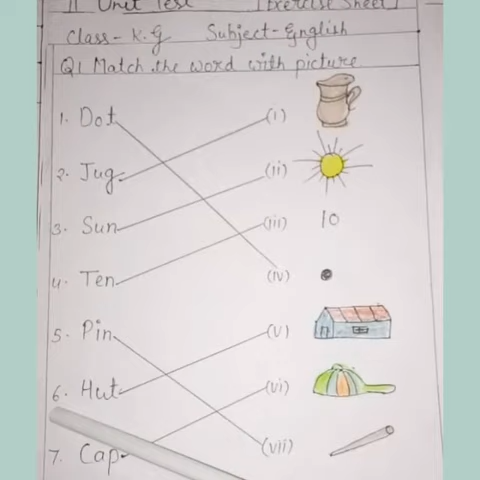 II Unit Test [Exercise Sheet]
Class- K.G Subject- English
Q1 Match the word with picture
1. Dot (i)
2. Jug (ii)
3. Sun (iii) 10
4. Ten (iv)
5. Pin (v)
6. Hut (vi)
7. Cap (vii)